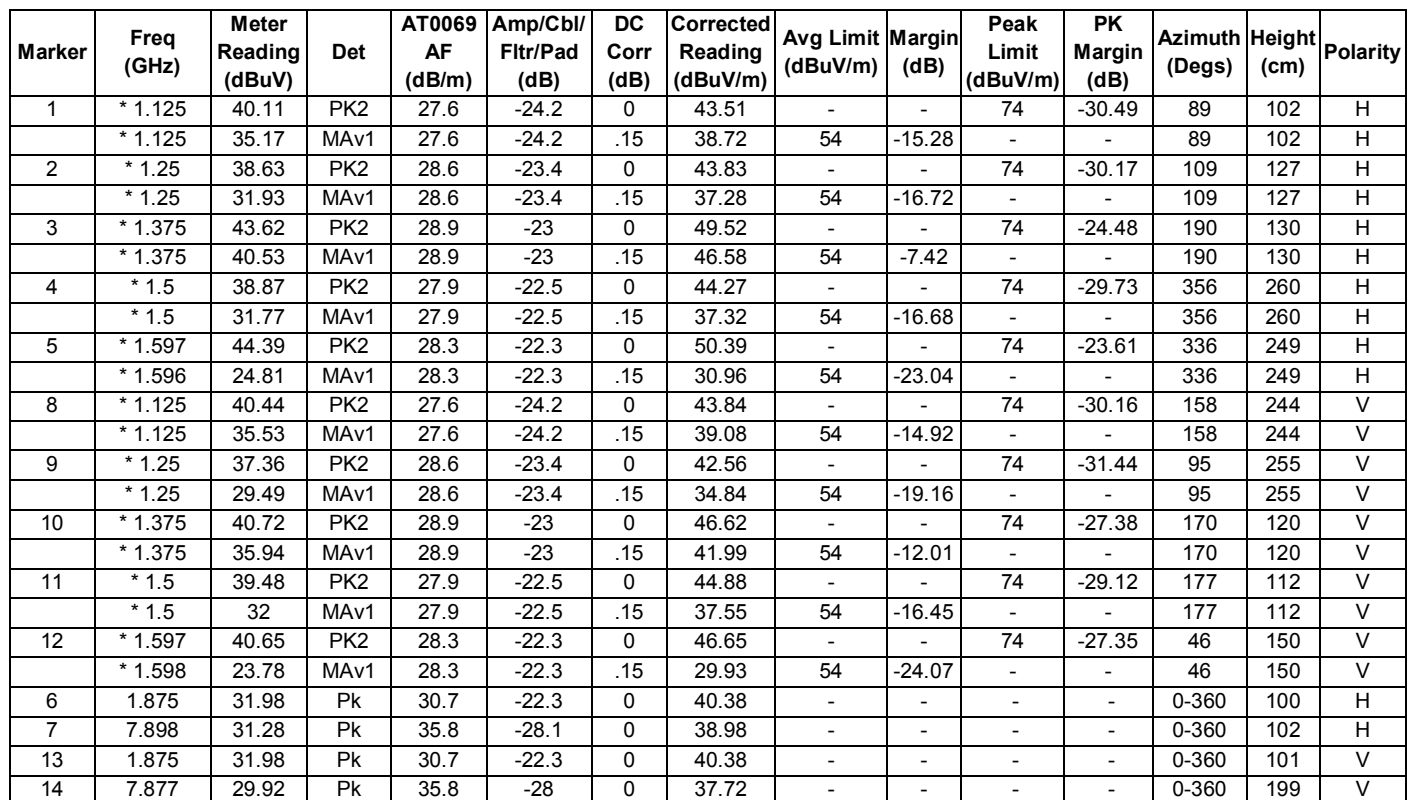 Marker Freq (GHz) Meter Reading (dBuV) Det AT0069 AF (dB/m) Amp/Cbl/ Fltr/Pad (dB) DC Corr (dB) Corrected Reading (dBuV/m) Avg Limit (dBuV/m) Margin (dB) Peak Limit (dBuV/m) PK Margin (dB) Azimuth (Degs) Height (cm) Polarity
1 * 1.125 40.11 PK2 27.6 -24.2 0 43.51 - - 74 -30.49 89 102 H
* 1.125 35.17 MAv1 27.6 -24.2 .15 38.72 54 -15.28 - - 89 102 H
2 * 1.25 38.63 PK2 28.6 -23.4 0 43.83 - - 74 -30.17 109 127 H
* 1.25 31.93 MAv1 28.6 -23.4 .15 37.28 54 -16.72 - - 109 127 H
3 * 1.375 43.62 PK2 28.9 -23 0 49.52 - - 74 -24.48 190 130 H
* 1.375 40.53 MAv1 28.9 -23 .15 46.58 54 -7.42 - - 190 130 H
4 * 1.5 38.87 PK2 27.9 -22.5 0 44.27 - - 74 -29.73 356 260 H
* 1.5 31.77 MAv1 27.9 -22.5 .15 37.32 54 -16.68 - - 356 260 H
5 * 1.597 44.39 PK2 28.3 -22.3 0 50.39 - - 74 -23.61 336 249 H
* 1.596 24.81 MAv1 28.3 -22.3 .15 30.96 54 -23.04 - - 336 249 H
8 * 1.125 40.44 PK2 27.6 -24.2 0 43.84 - - 74 -30.16 158 244 V
* 1.125 35.53 MAv1 27.6 -24.2 .15 39.08 54 -14.92 - - 158 244 V
9 * 1.25 37.36 PK2 28.6 -23.4 0 42.56 - - 74 -31.44 95 255 V
* 1.25 29.49 MAv1 28.6 -23.4 .15 34.84 54 -19.16 - - 95 255 V
10 * 1.375 40.72 PK2 28.9 -23 0 46.62 - - 74 -27.38 170 120 V
* 1.375 35.94 MAv1 28.9 -23 .15 41.99 54 -12.01 - - 170 120 V
11 * 1.5 39.48 PK2 27.9 -22.5 0 44.88 - - 74 -29.12 177 112 V
* 1.5 32 MAv1 27.9 -22.5 .15 37.55 54 -16.45 - - 177 112 V
12 * 1.597 40.65 PK2 28.3 -22.3 0 46.65 - - 74 -27.35 46 150 V
* 1.598 23.78 MAv1 28.3 -22.3 .15 29.93 54 -24.07 - - 46 150 V
6 1.875 31.98 Pk 30.7 -22.3 0 40.38 - - - - 0-360 100 H
7 7.898 31.28 Pk 35.8 -28.1 0 38.98 - - - - 0-360 102 H
13 1.875 31.98 Pk 30.7 -22.3 0 40.38 - - - - 0-360 101 V
14 7.877 29.92 Pk 35.8 -28 0 37.72 - - - - 0-360 199 V